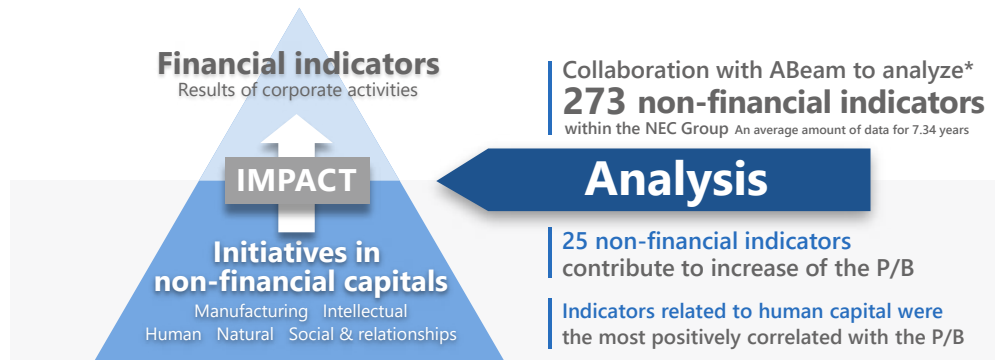 Financial indicators
Results of corporate activities
IMPACT
Initiatives in
non-financial capitals
Manufacturing Intellectual
Human Natural Social & relationships
Collaboration with ABeam to analyze*
273 non-financial indicators
within the NEC Group An average amount of data for 7.34 years
Analysis
25 non-financial indicators
contribute to increase of the P/B
Indicators related to human capital were
the most positively correlated with the P/B